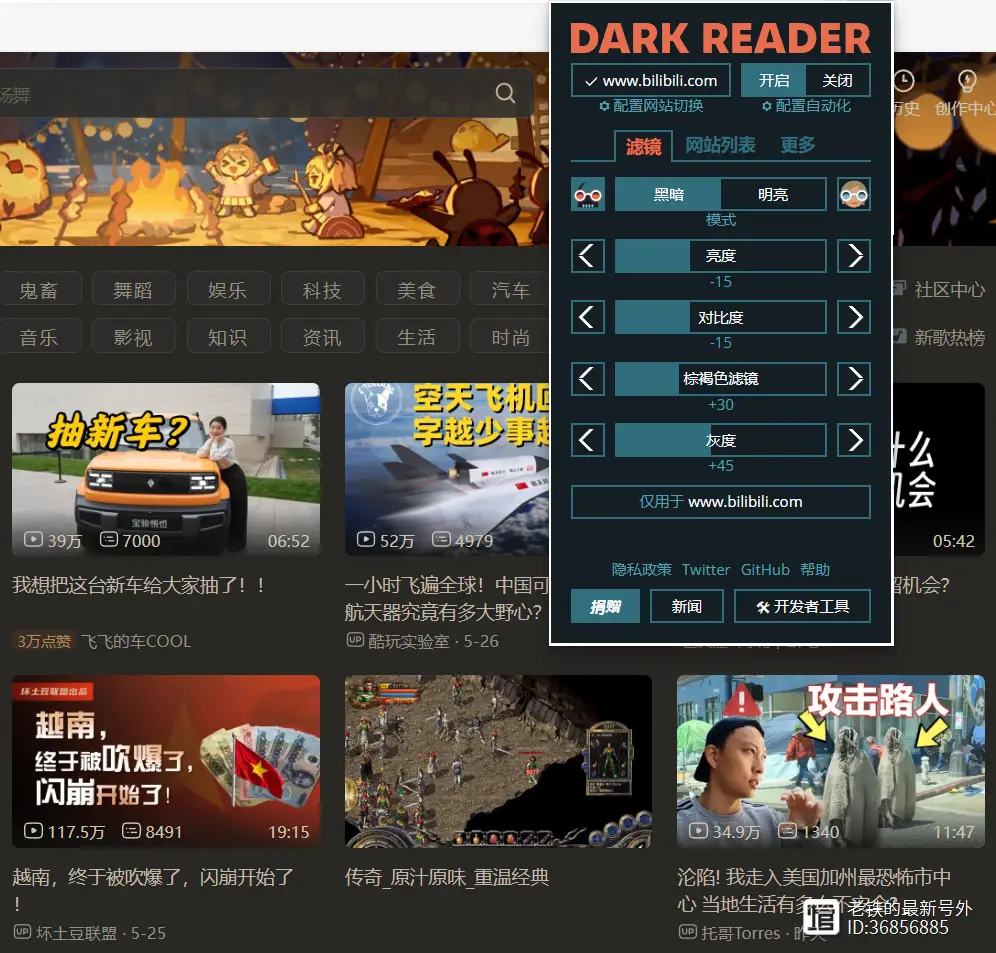 DARK READER
www.bilibili.com
开启
关闭
配置网站切换
配置自动化
滤镜
网站列表
更多
黑暗
明亮
模式
亮度
-15
对比度
-15
棕褐色滤镜
+30
灰度
+45
仅用于 www.bilibili.com
隐私政策 Twitter GitHub 帮助
捐赠
新闻
开发者工具
场舞
历史
创作中心
鬼畜
舞蹈
娱乐
科技
美食
汽车
社区中心
音乐
影视
知识
资讯
生活
时尚
新歌热榜
抽新车?
宝骏悦也
39万
7000
06:52
我想把这台新车给大家抽了!!
3万点赞
飞飞的车COOL
空天飞机
字越少事越
52万
4979
一小时飞遍全球!中国可
航天器究竟有多大野心?
UP 酷玩实验室 · 5-26
什么
机会
05:42
留机会?
坏土豆联盟出品
越南,
终于被吹爆了,
闪崩开始了!
117.5万
8491
19:15
越南,终于被吹爆了,闪崩开始了
!
UP 坏土豆联盟 · 5-25
传奇_原汁原味_重温经典
攻击路人
34.9万
1340
11:47
沦陷! 我走入美国加州最恐怖市中
心 当地生活有多么不安全?
UP 托哥Torres · 昨天
老铁的最新号外
ID:36856885